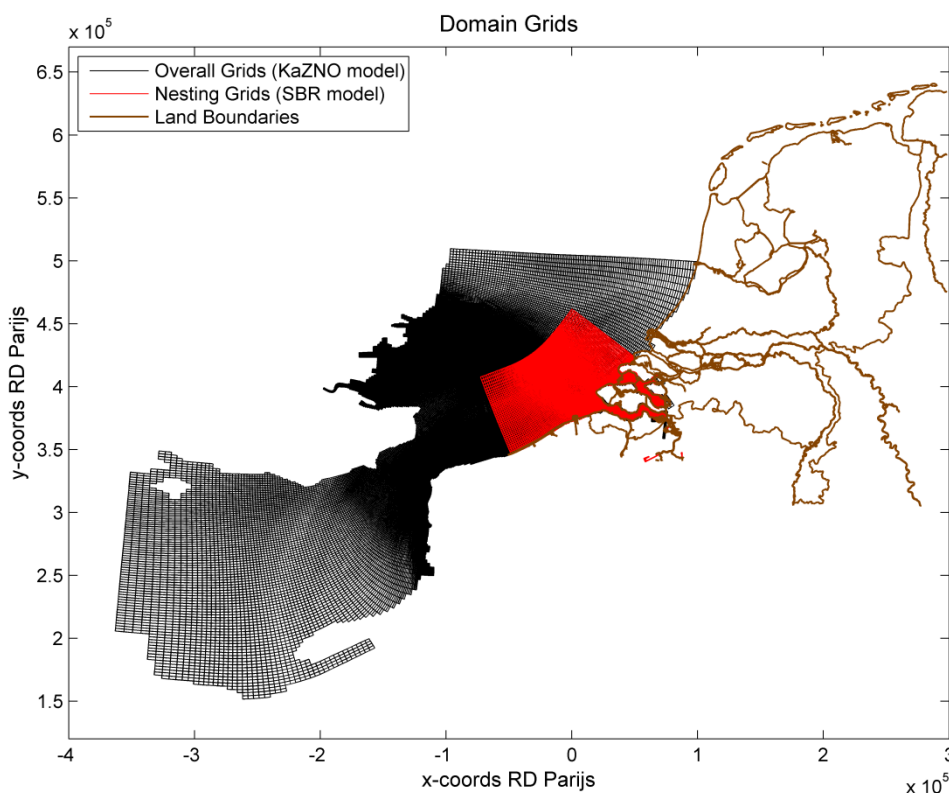 Domain Grids
x 10^5
Overall Grids (KaZNO model)
Nesting Grids (SBR model)
Land Boundaries
6.5
6
5.5
5
4.5
4
3.5
3
2.5
2
1.5
y-coords RD Parijs
-4
-3
-2
-1
0
1
2
3
x-coords RD Parijs
x 10^5